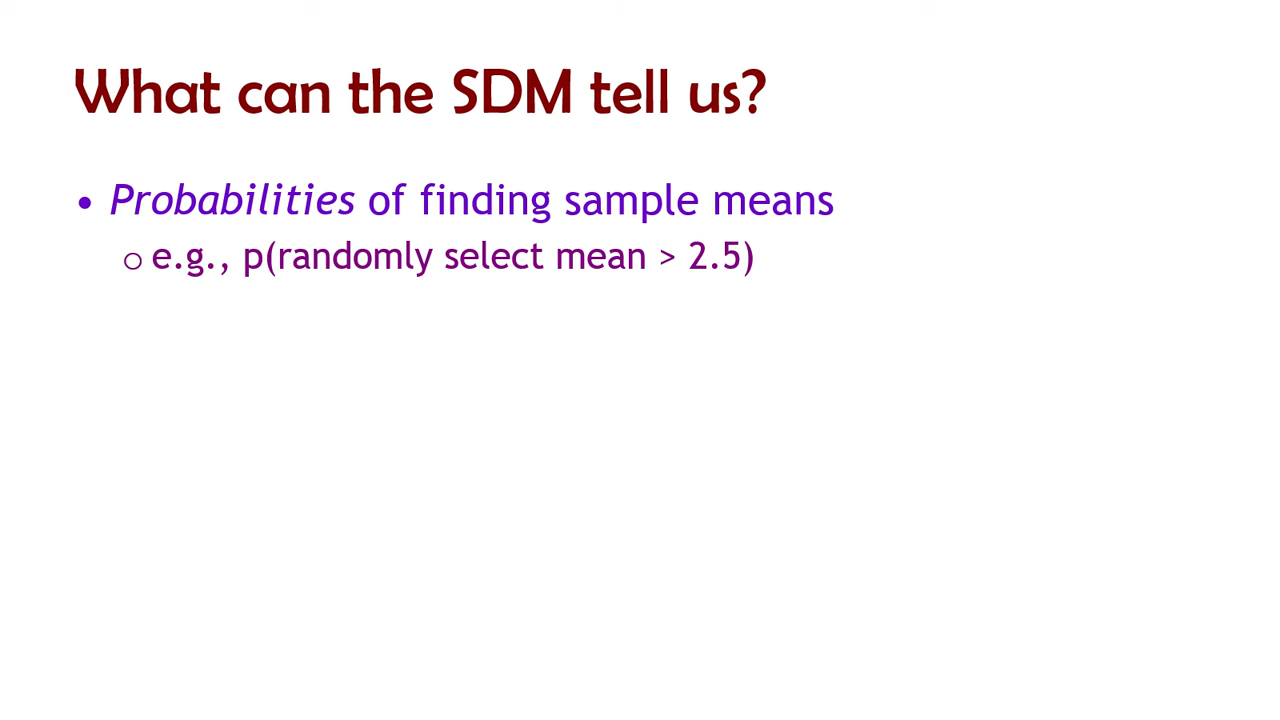 What can the SDM tell us?
• Probabilities of finding sample means
○ e.g., p(randomly select mean > 2.5)